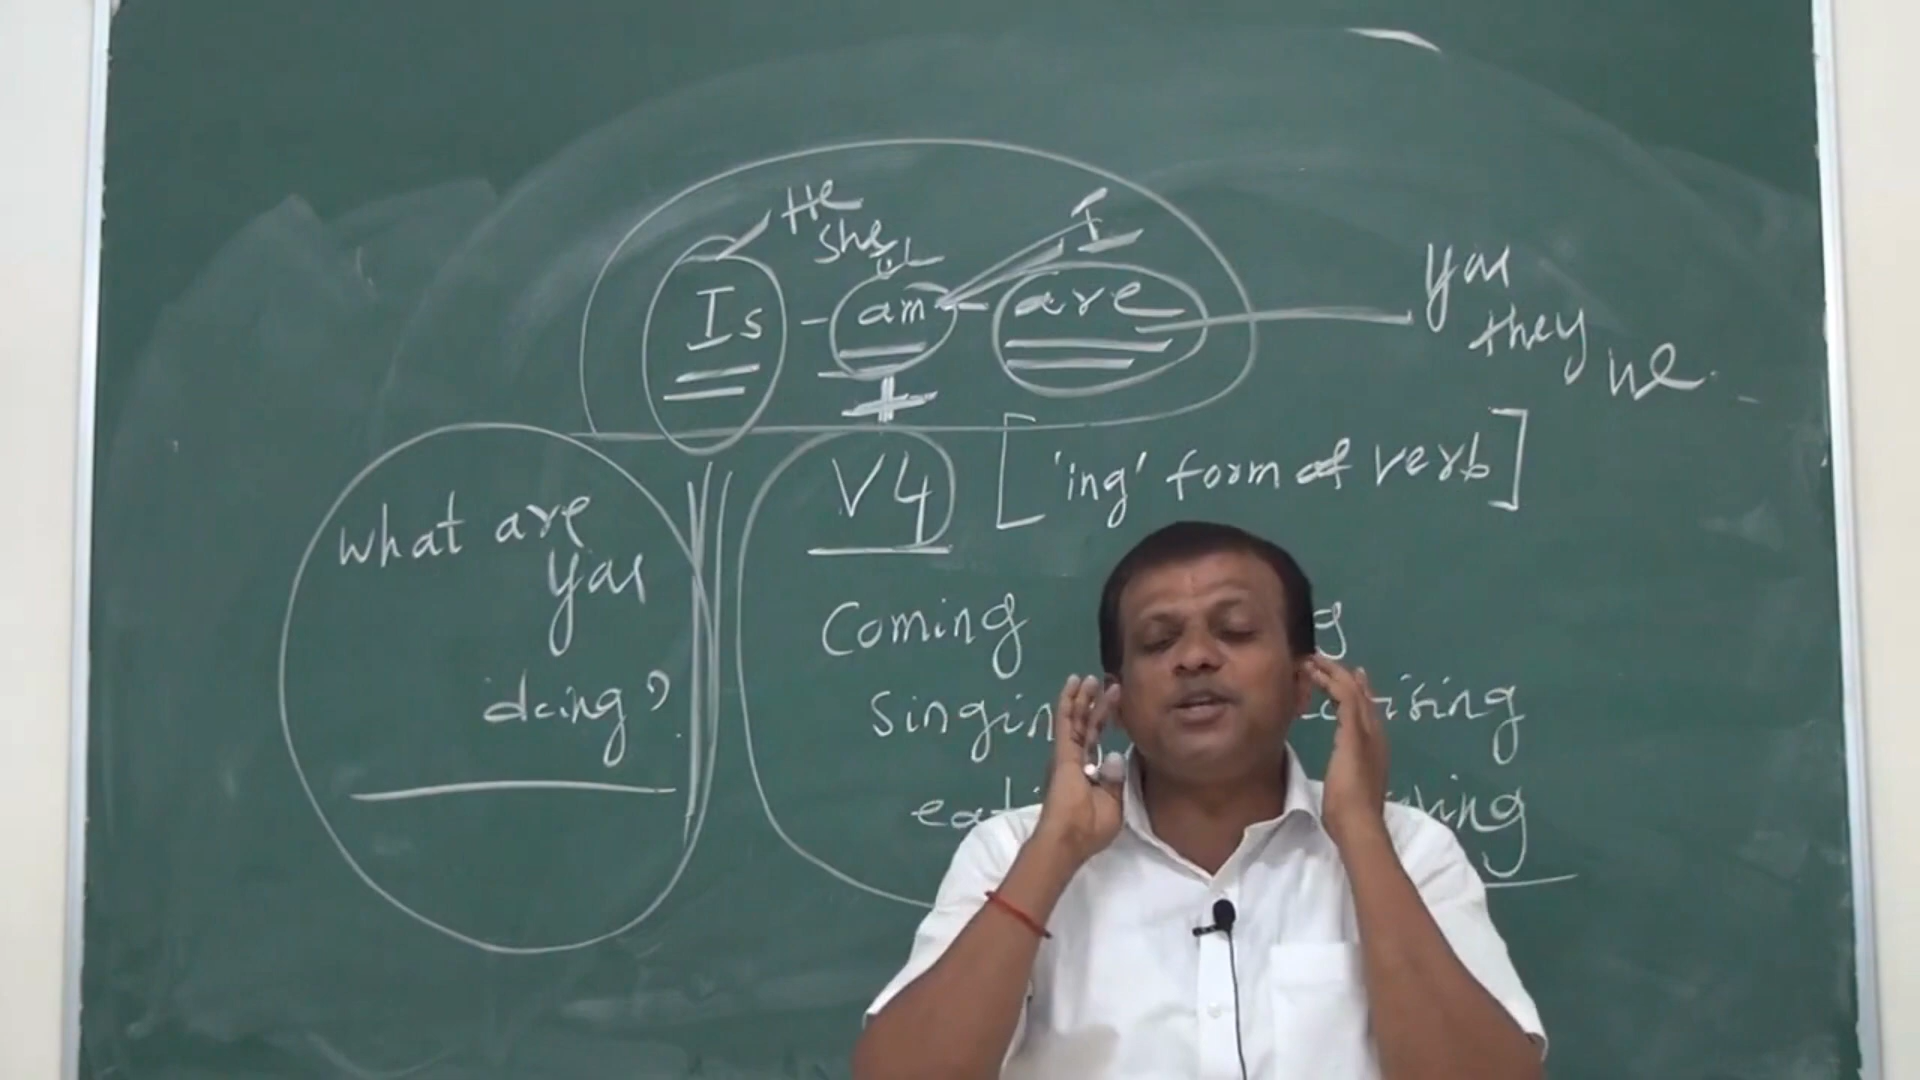 He
She
I
Is - am - are
you
they
we
+
V4 ['ing' form of verb]
what are
you
doing?
Coming
Singing